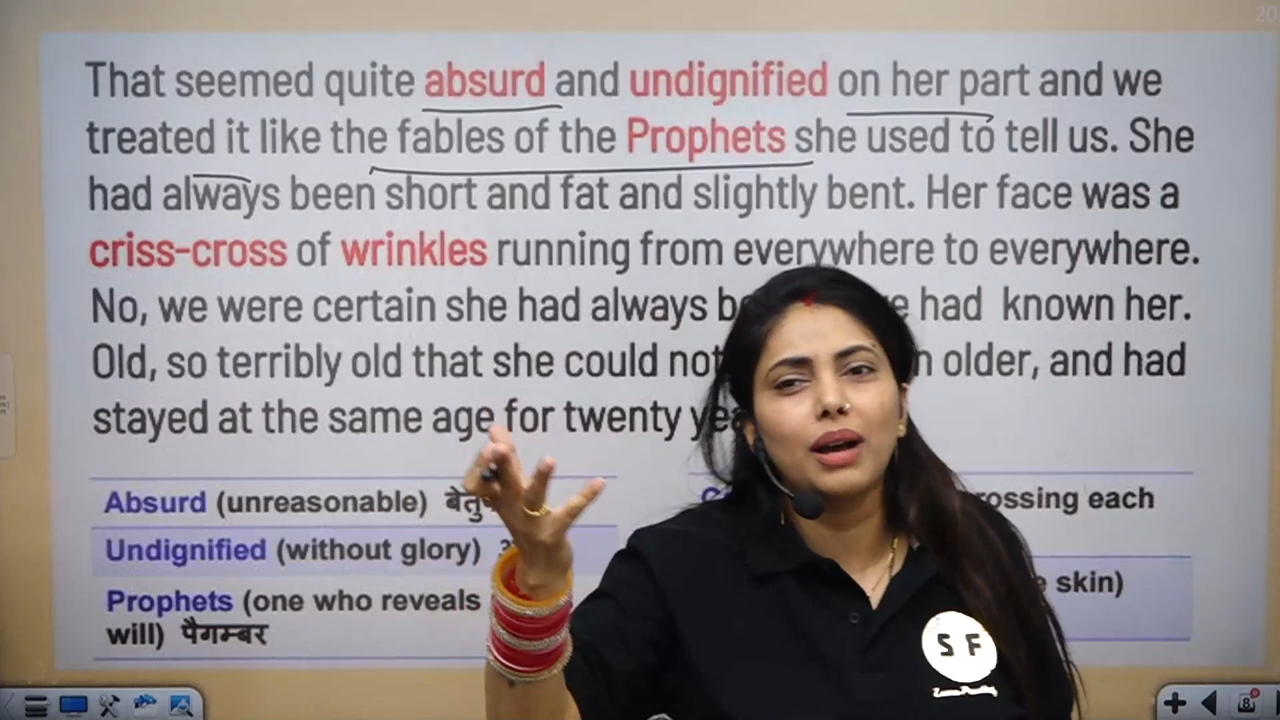 That seemed quite absurd and undignified on her part and we
treated it like the fables of the Prophets she used to tell us. She
had always been short and fat and slightly bent. Her face was a
criss-cross of wrinkles running from everywhere to everywhere.
No, we were certain she had always had known her.
Old, so terribly old that she could not older, and had
stayed at the same age for twenty
Absurd (unreasonable)
Undignified (without glory)
Prophets (one who reveals
will) पैगम्बर
each
skin)
S F
20
8